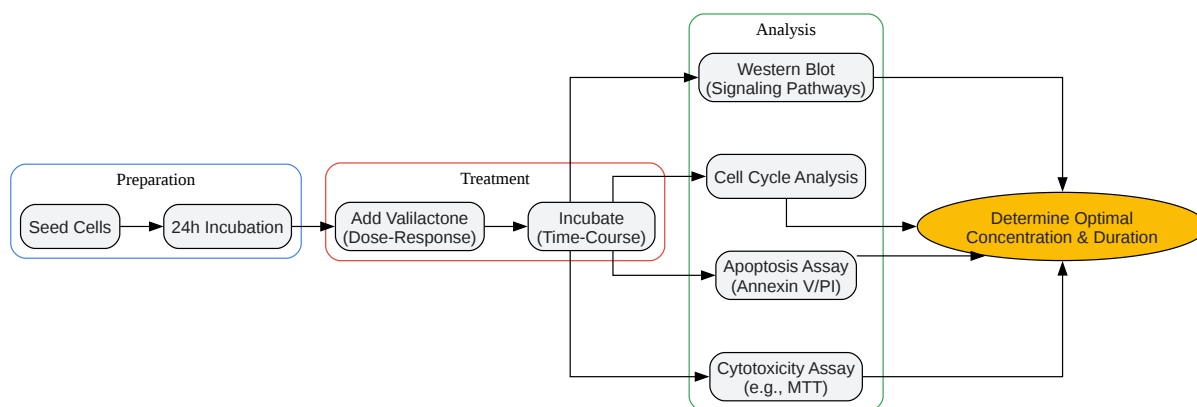 Preparation
Seed Cells
24h Incubation
Treatment
Add Valilactone
(Dose-Response)
Incubate
(Time-Course)
Analysis
Western Blot
(Signaling Pathways)
Cell Cycle Analysis
Apoptosis Assay
(Annexin V/PI)
Cytotoxicity Assay
(e.g., MTT)
Determine Optimal
Concentration & Duration